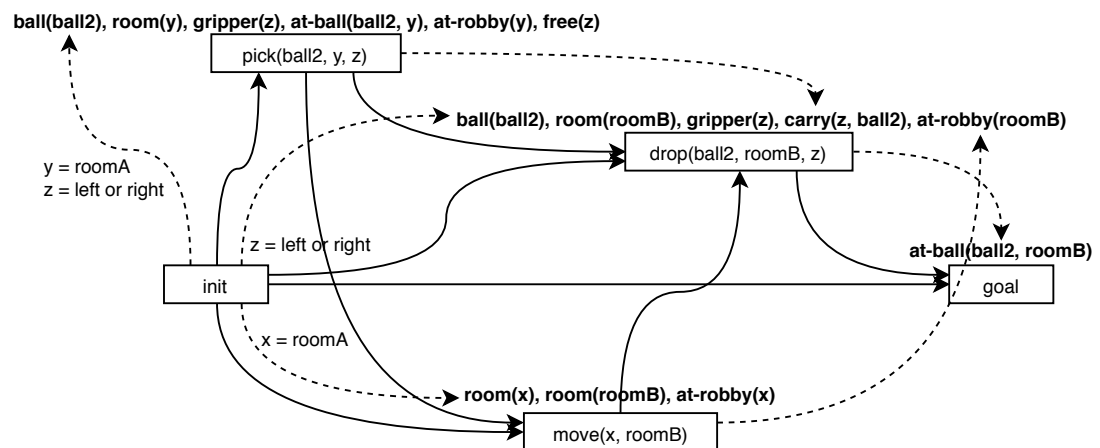 ball(ball2), room(y), gripper(z), at-ball(ball2, y), at-robby(y), free(z)
pick(ball2, y, z)
ball(ball2), room(roomB), gripper(z), carry(z, ball2), at-robby(roomB)
drop(ball2, roomB, z)
y = roomA
z = left or right
z = left or right
at-ball(ball2, roomB)
init
goal
x = roomA
room(x), room(roomB), at-robby(x)
move(x, roomB)